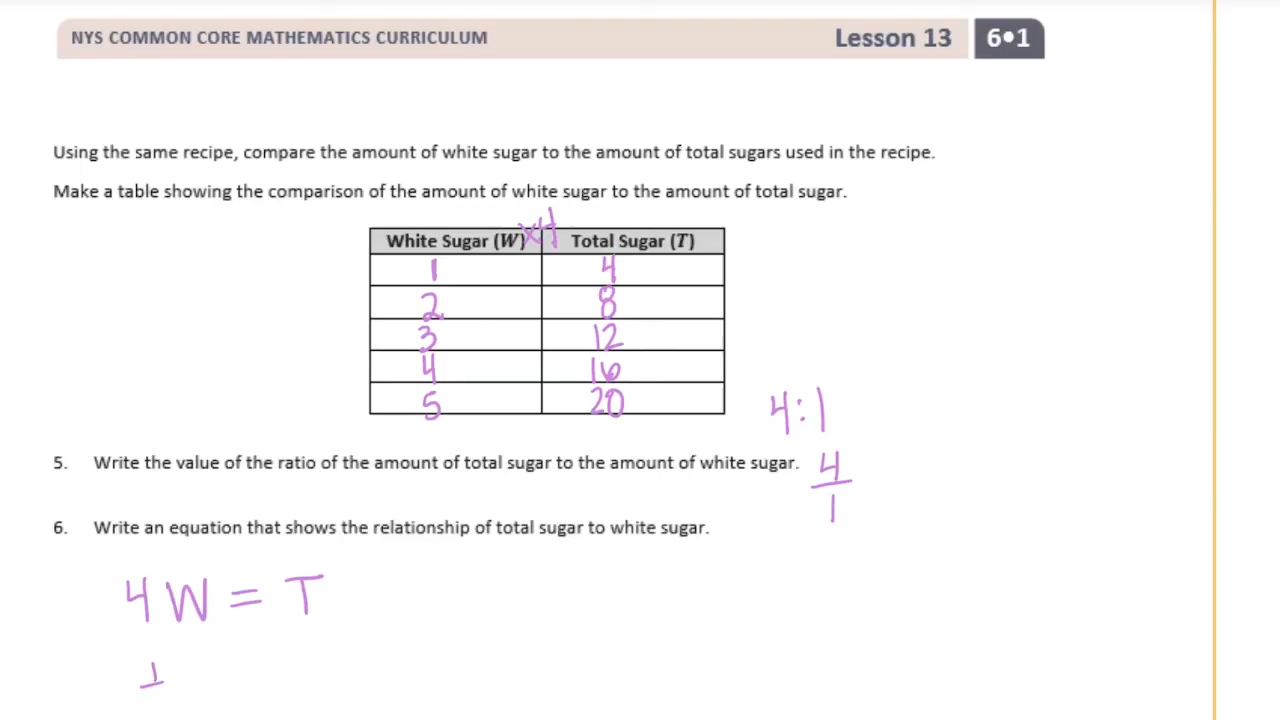 NYS COMMON CORE MATHEMATICS CURRICULUM Lesson 13 6•1
Using the same recipe, compare the amount of white sugar to the amount of total sugars used in the recipe.
Make a table showing the comparison of the amount of white sugar to the amount of total sugar.
×4
White Sugar (W) Total Sugar (T)
1 4
2 8
3 12
4 16
5 20
4:1
5. Write the value of the ratio of the amount of total sugar to the amount of white sugar.
4
1
6. Write an equation that shows the relationship of total sugar to white sugar.
4W = T
1